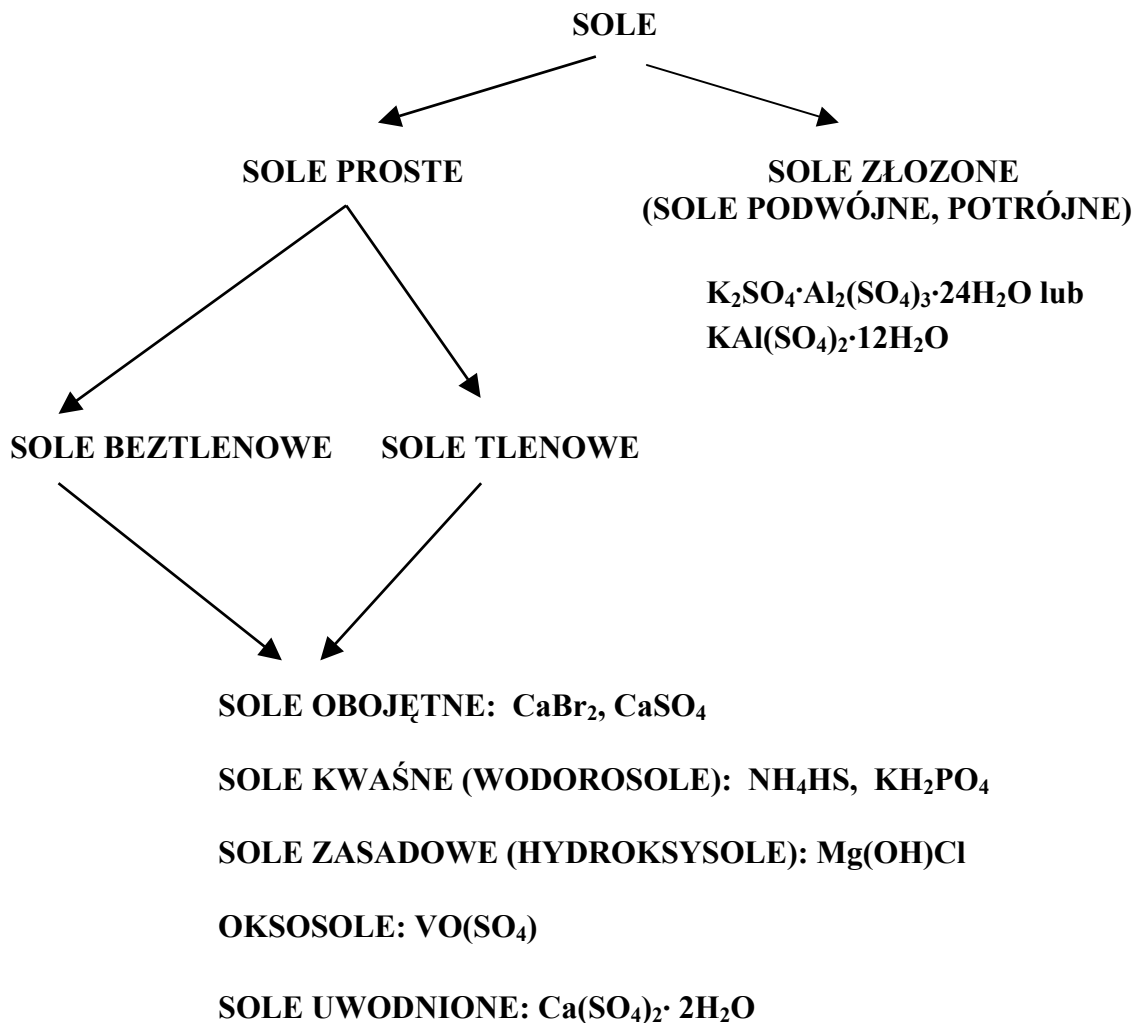 SOLE
SOLE PROSTE
SOLE ZŁOZONE
(SOLE PODWÓJNE, POTRÓJNE)
K₂SO₄·Al₂(SO₄)₃·24H₂O lub
KAl(SO₄)₂·12H₂O
SOLE BEZTLENOWE
SOLE TLENOWE
SOLE OBOJĘTNE: CaBr₂, CaSO₄
SOLE KWAŚNE (WODOROSOLE): NH₄HS, KH₂PO₄
SOLE ZASADOWE (HYDROKSYSOLE): Mg(OH)Cl
OKSOSOLE: VO(SO₄)
SOLE UWODNIONE: Ca(SO₄)₂· 2H₂O